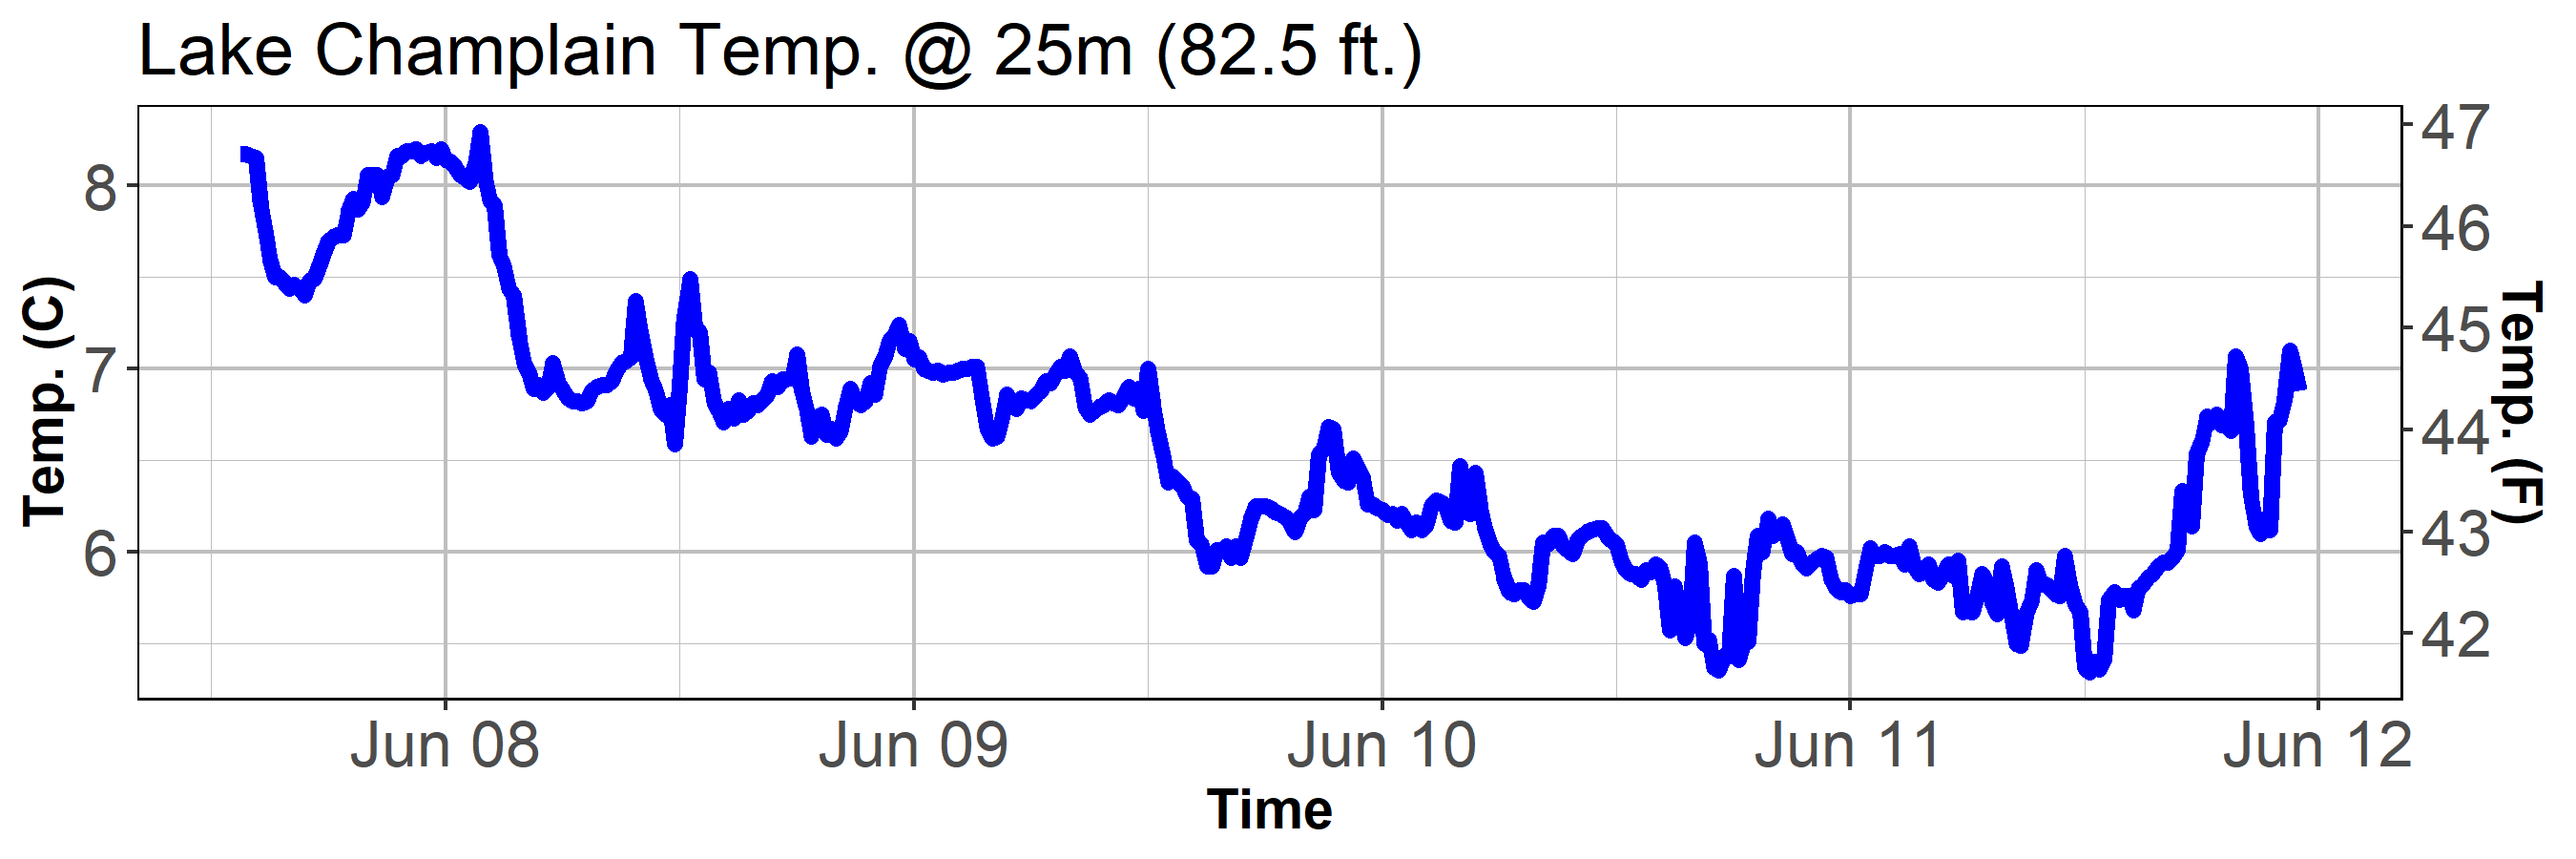 Lake Champlain Temp. @ 25m (82.5 ft.)
Temp. (C)
8
7
6
47
46
45
44
43
42
Temp. (F)
Jun 08 Jun 09 Jun 10 Jun 11 Jun 12
Time